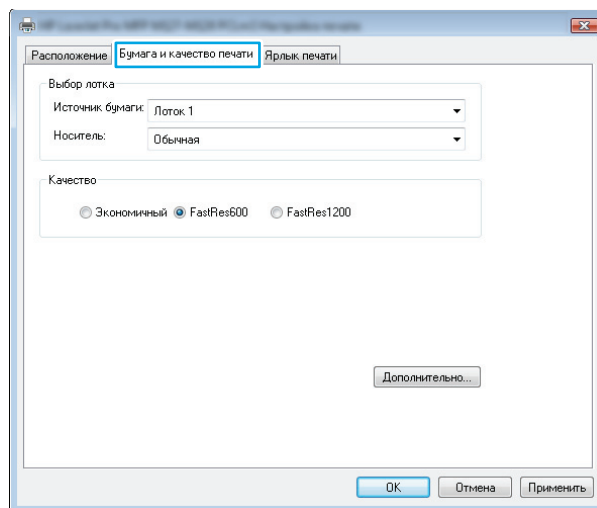 Расположение Бумага и качество печати Ярлык печати
Выбор лотка
Источник бумаги: Лоток 1
Носитель: Обычная
Качество
Экономичный FastRes600 FastRes1200
Дополнительно...
OK Отмена Применить